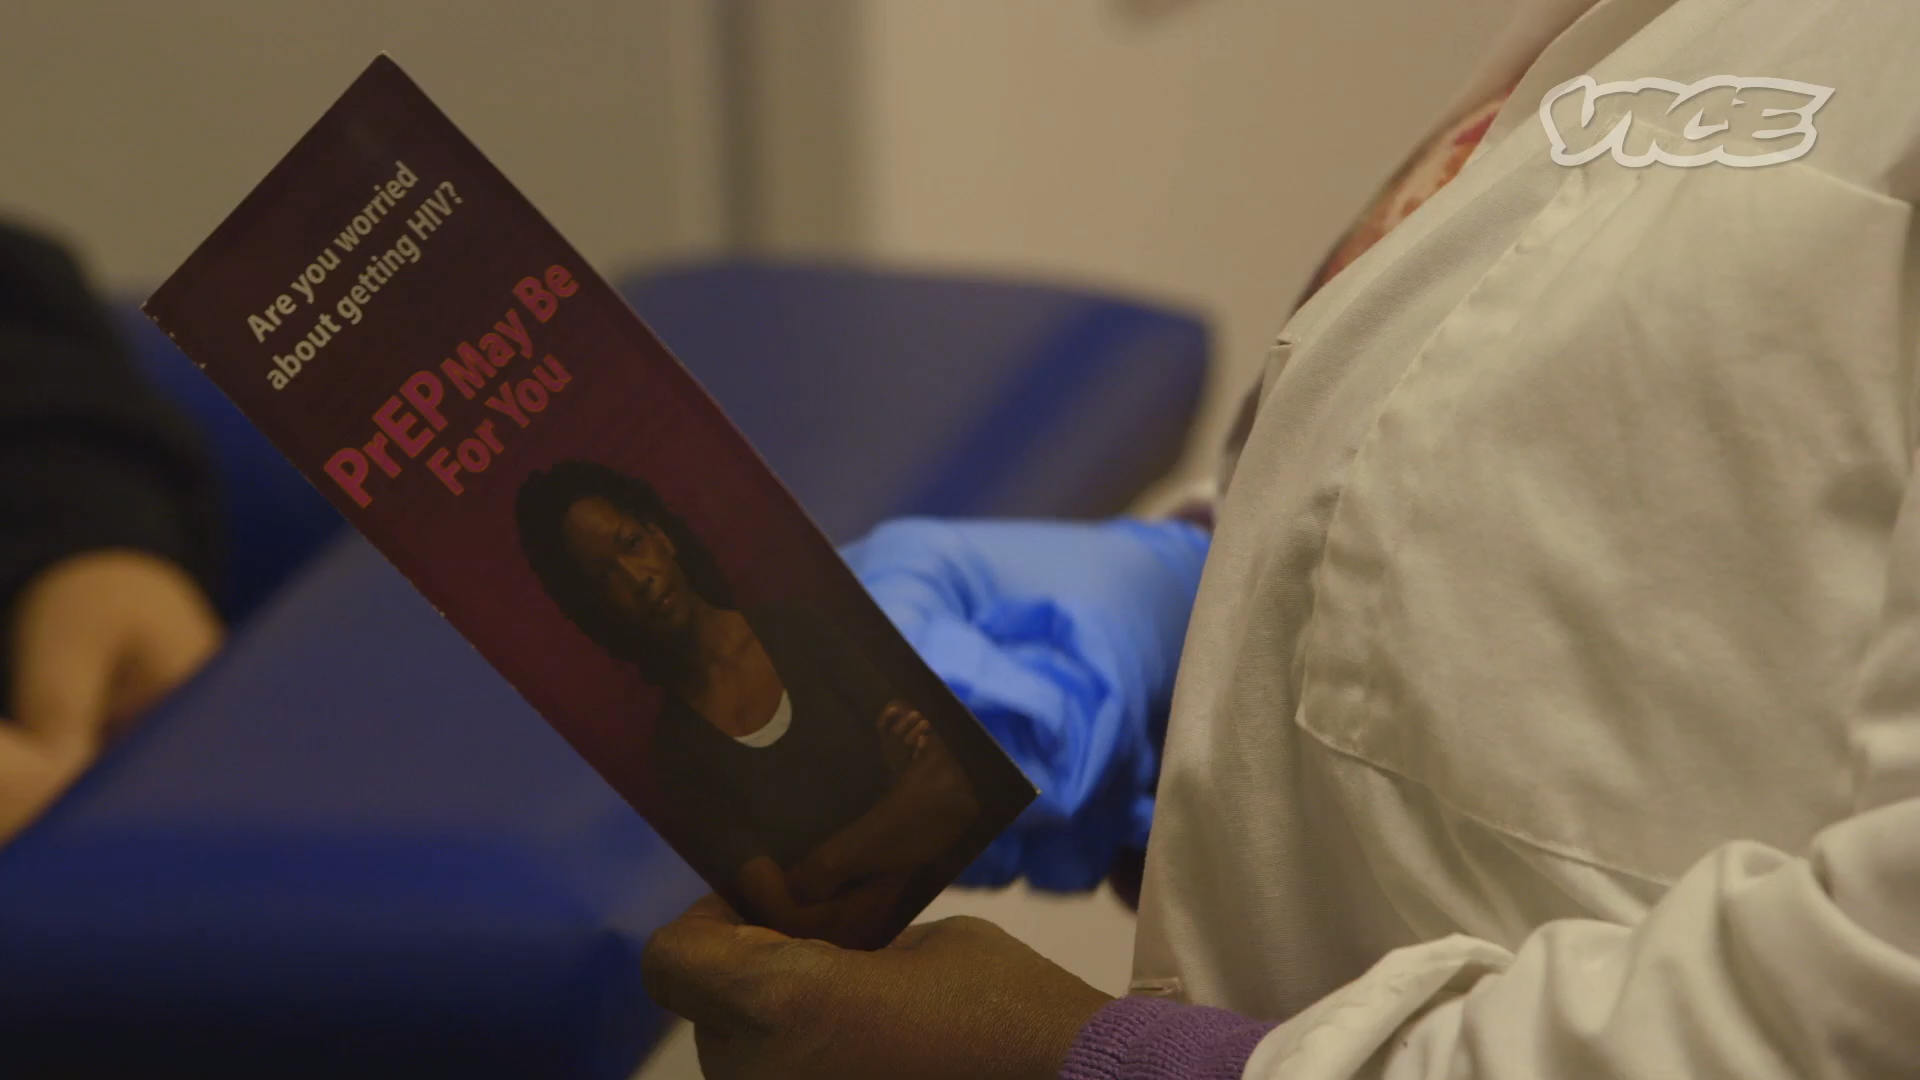 VICE
Are you worried
about getting HIV?
PrEP May Be
For You